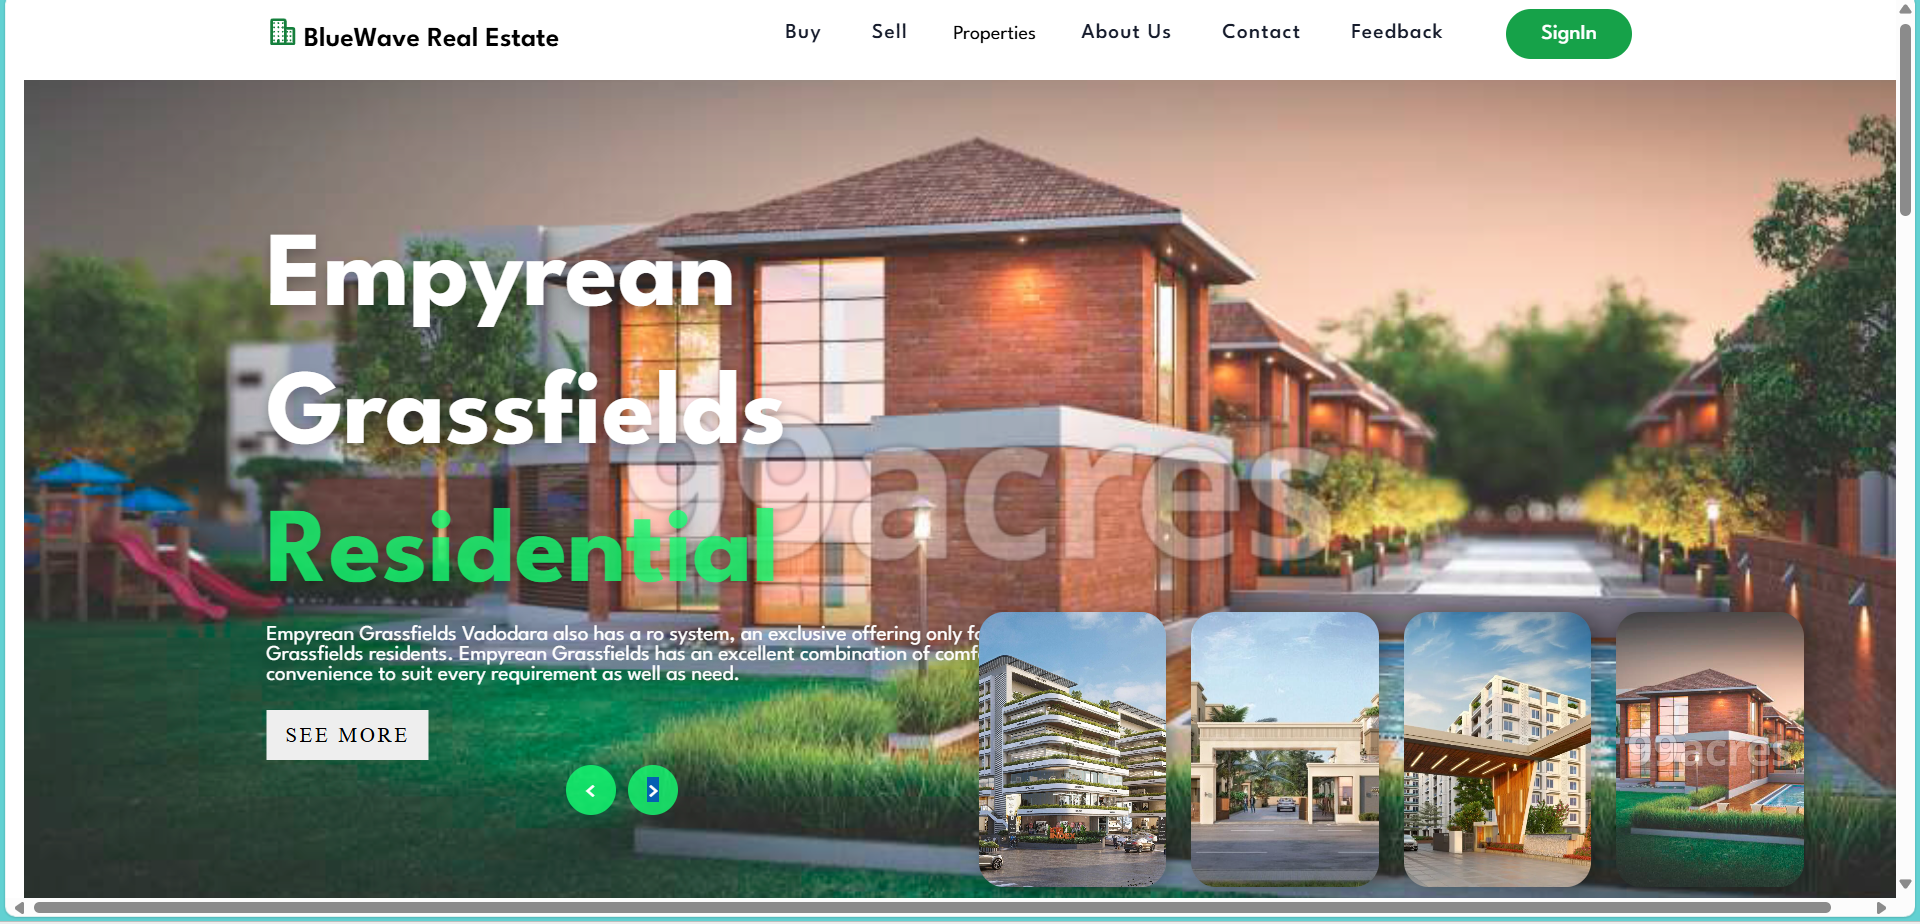 BlueWave Real Estate
Buy
Sell
Properties
About Us
Contact
Feedback
SignIn
Empyrean
Grassfields
Residential
99acres
Empyrean Grassfields Vadodara also has a ro system, an exclusive offering only
Grassfields residents. Empyrean Grassfields has an excellent combination of
convenience to suit every requirement as well as need.
SEE MORE
<
>
99acres